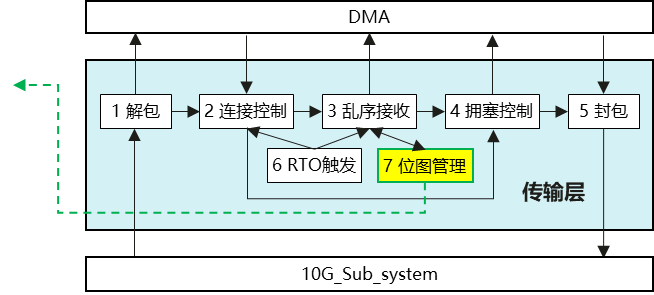 DMA
1 解包
2 连接控制
3 乱序接收
4 拥塞控制
5 封包
6 RTO触发
7 位图管理
传输层
10G_Sub_system